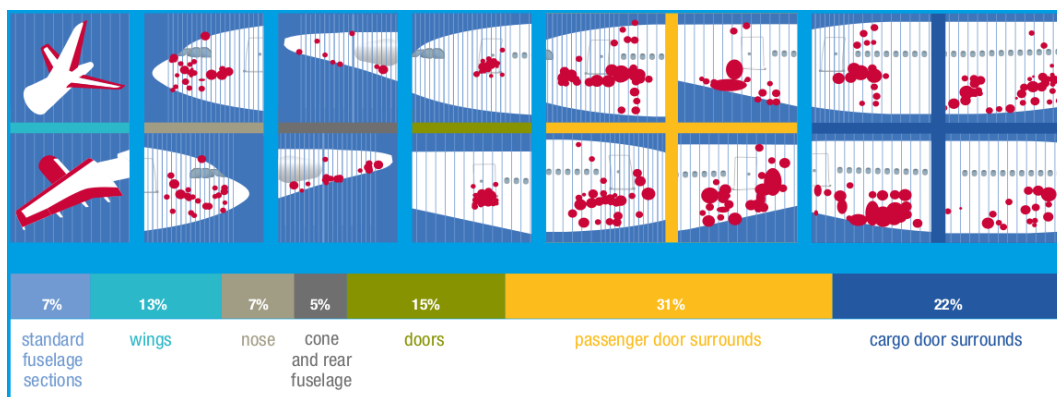 7% 13% 7% 5% 15% 31% 22%
standard fuselage sections
wings
nose
cone and rear fuselage
doors
passenger door surrounds
cargo door surrounds